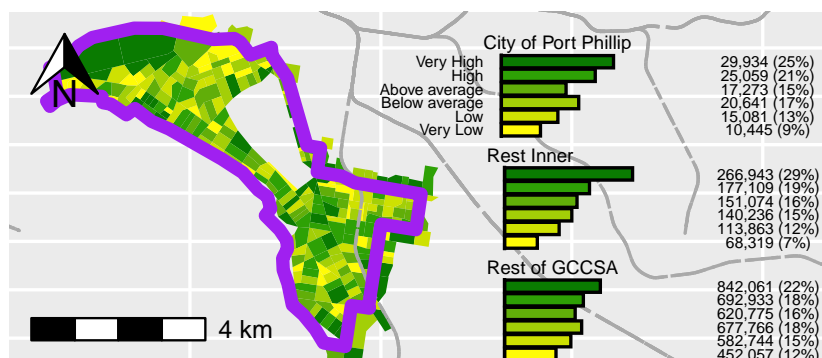 City of Port Phillip
Very High 29,934 (25%)
High 25,059 (21%)
Above average 17,273 (15%)
Below average 20,641 (17%)
Low 15,081 (13%)
Very Low 10,445 (9%)
Rest Inner
266,943 (29%)
177,109 (19%)
151,074 (16%)
140,236 (15%)
113,863 (12%)
68,319 (7%)
Rest of GCCSA
842,061 (22%)
692,933 (18%)
620,775 (16%)
677,766 (18%)
582,744 (15%)
452,057 (12%)
N
4 km